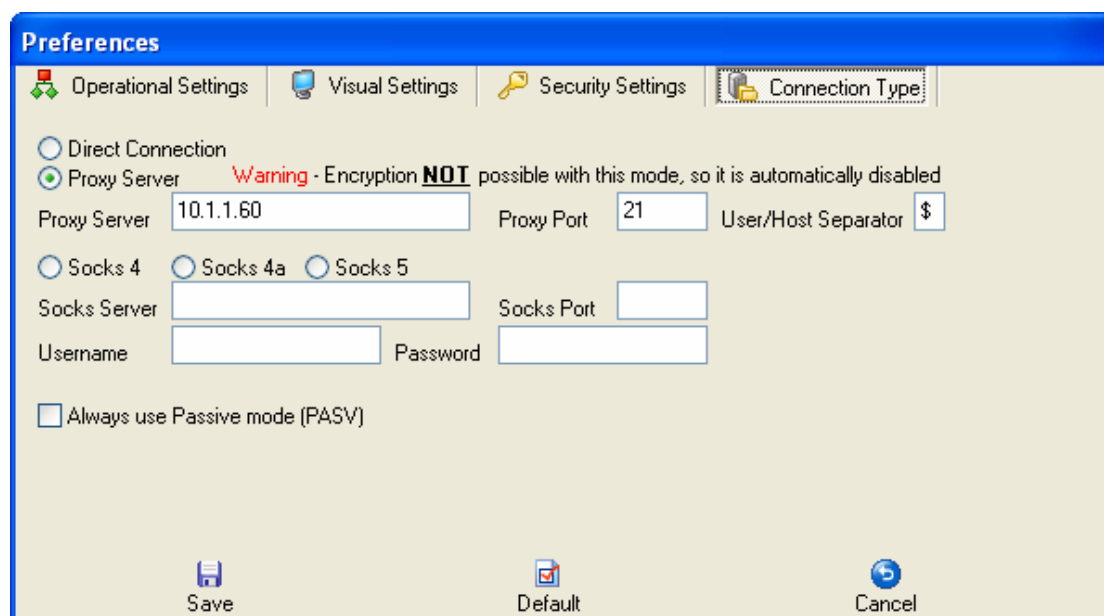 Preferences
Operational Settings Visual Settings Security Settings Connection Type
Direct Connection
Proxy Server Warning - Encryption NOT possible with this mode, so it is automatically disabled
Proxy Server 10.1.1.60 Proxy Port 21 User/Host Separator $
Socks 4 Socks 4a Socks 5
Socks Server Socks Port
Username Password
Always use Passive mode (PASV)
Save Default Cancel